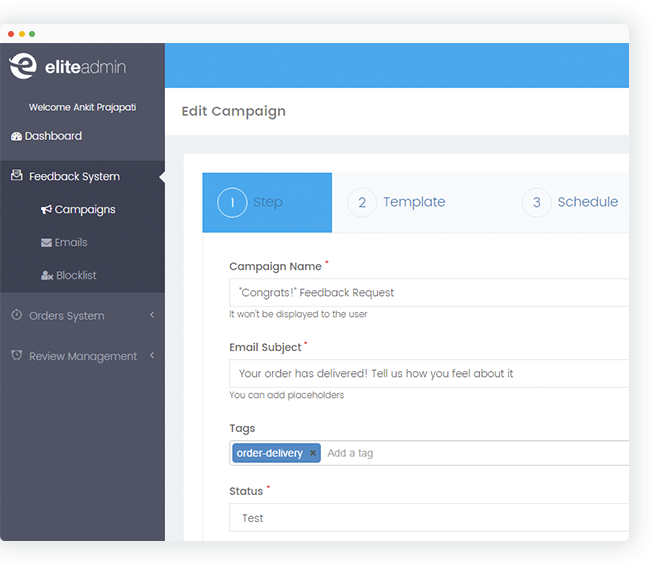 eliteadmin
Welcome Ankit Prajapati
Dashboard
Feedback System
Campaigns
Emails
Blocklist
Orders System
Review Management
Edit Campaign
1 Step
2 Template
3 Schedule
Campaign Name *
"Congrats!" Feedback Request
It won't be displayed to the user
Email Subject *
Your order has delivered! Tell us how you feel about it
You can add placeholders
Tags
order-delivery × Add a tag
Status *
Test